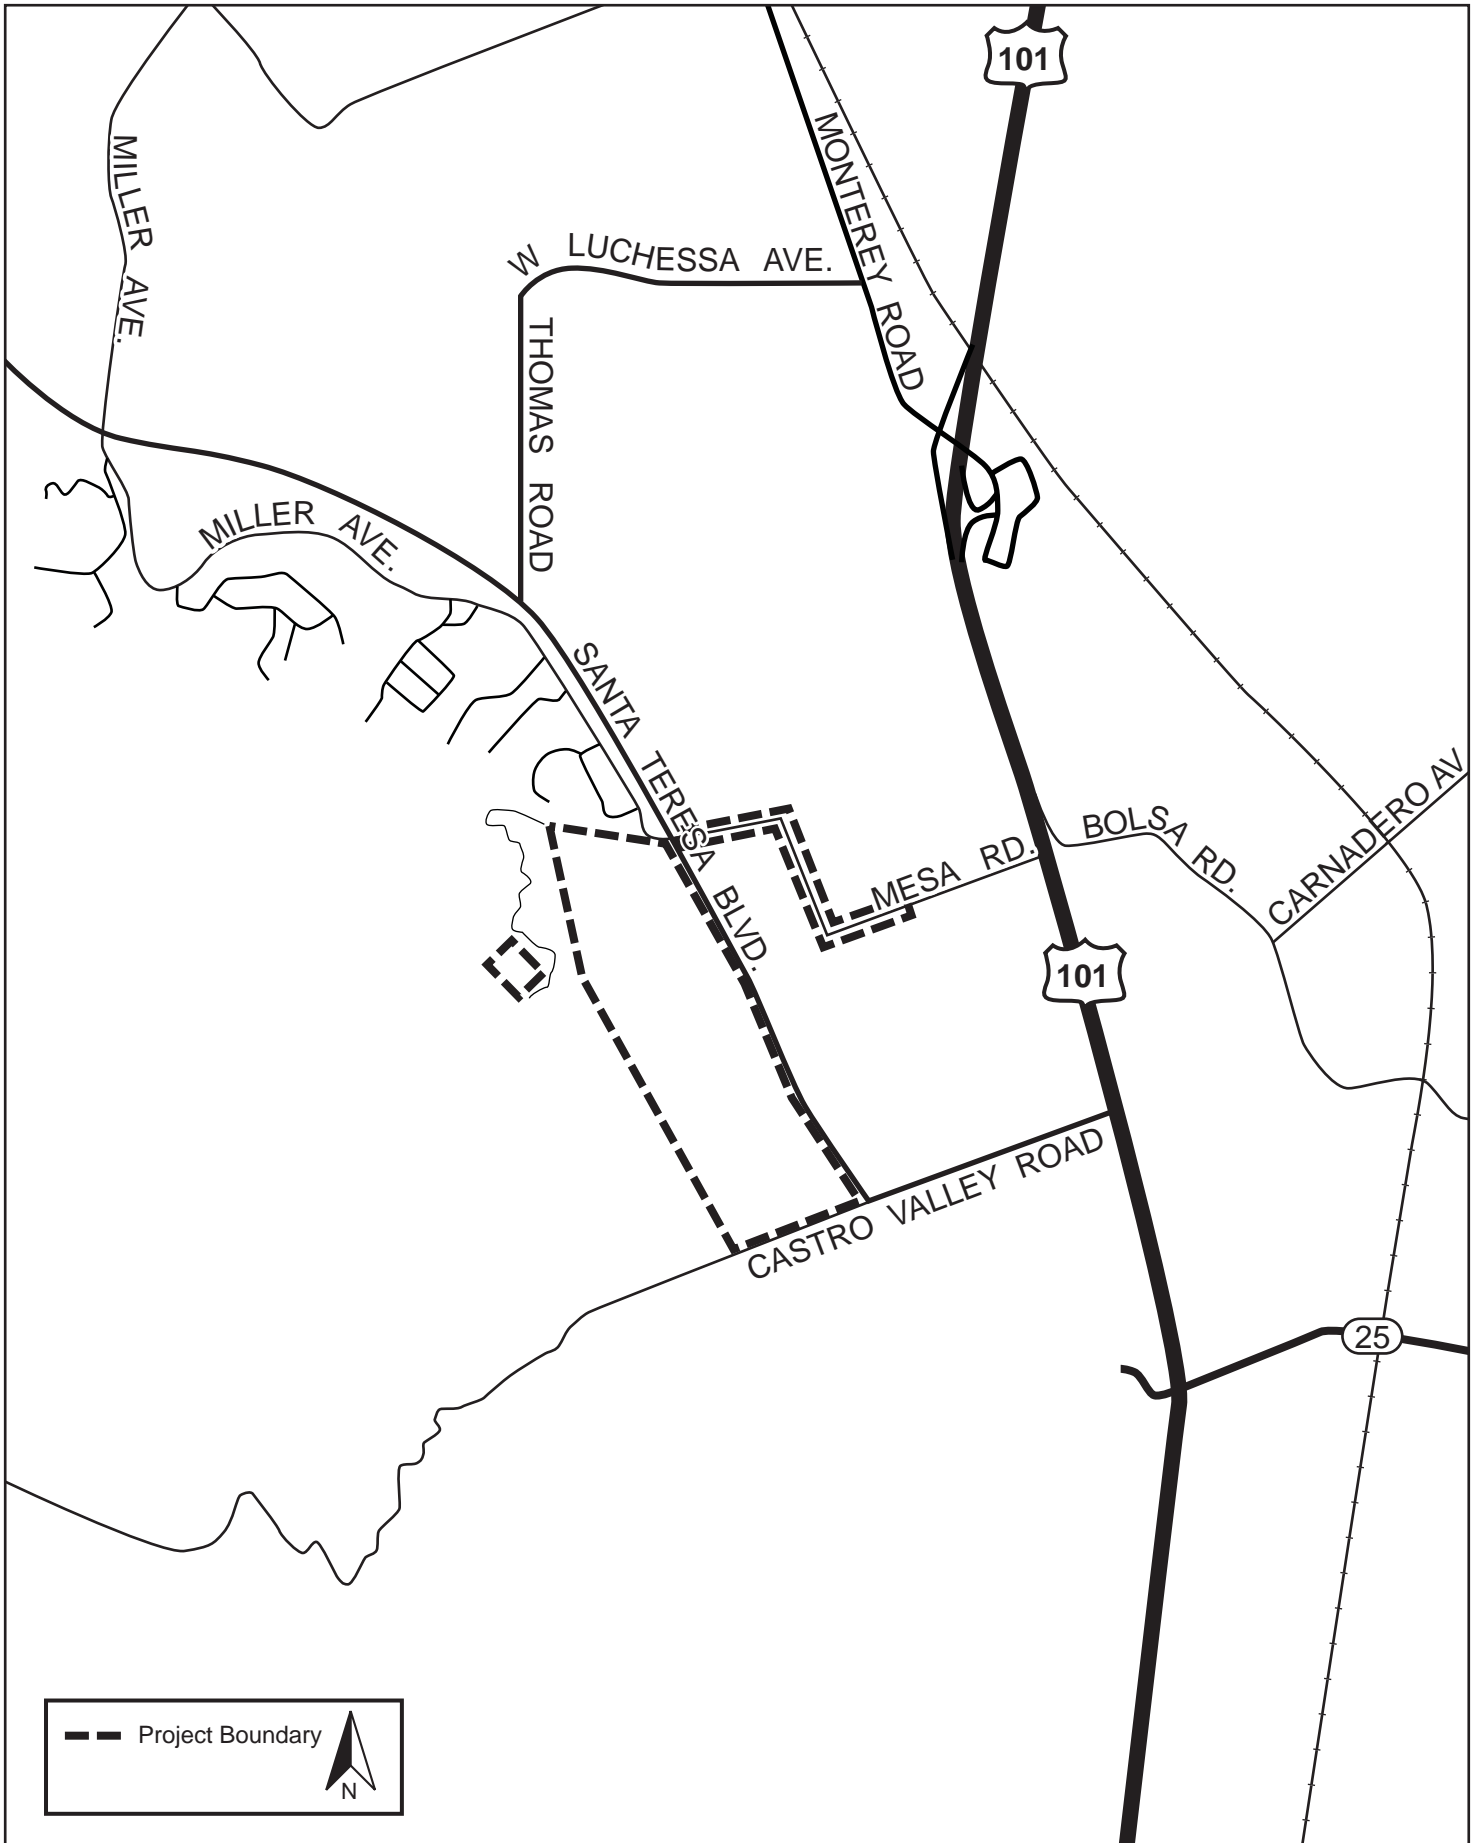 101
MILLER AVE.
MONTEREY ROAD
W LUCHESSA AVE.
THOMAS ROAD
MILLER AVE.
SANTA TERESA BLVD.
MESA RD.
BOLSA RD.
CARNADERO AV
101
CASTRO VALLEY ROAD
25
Project Boundary
N